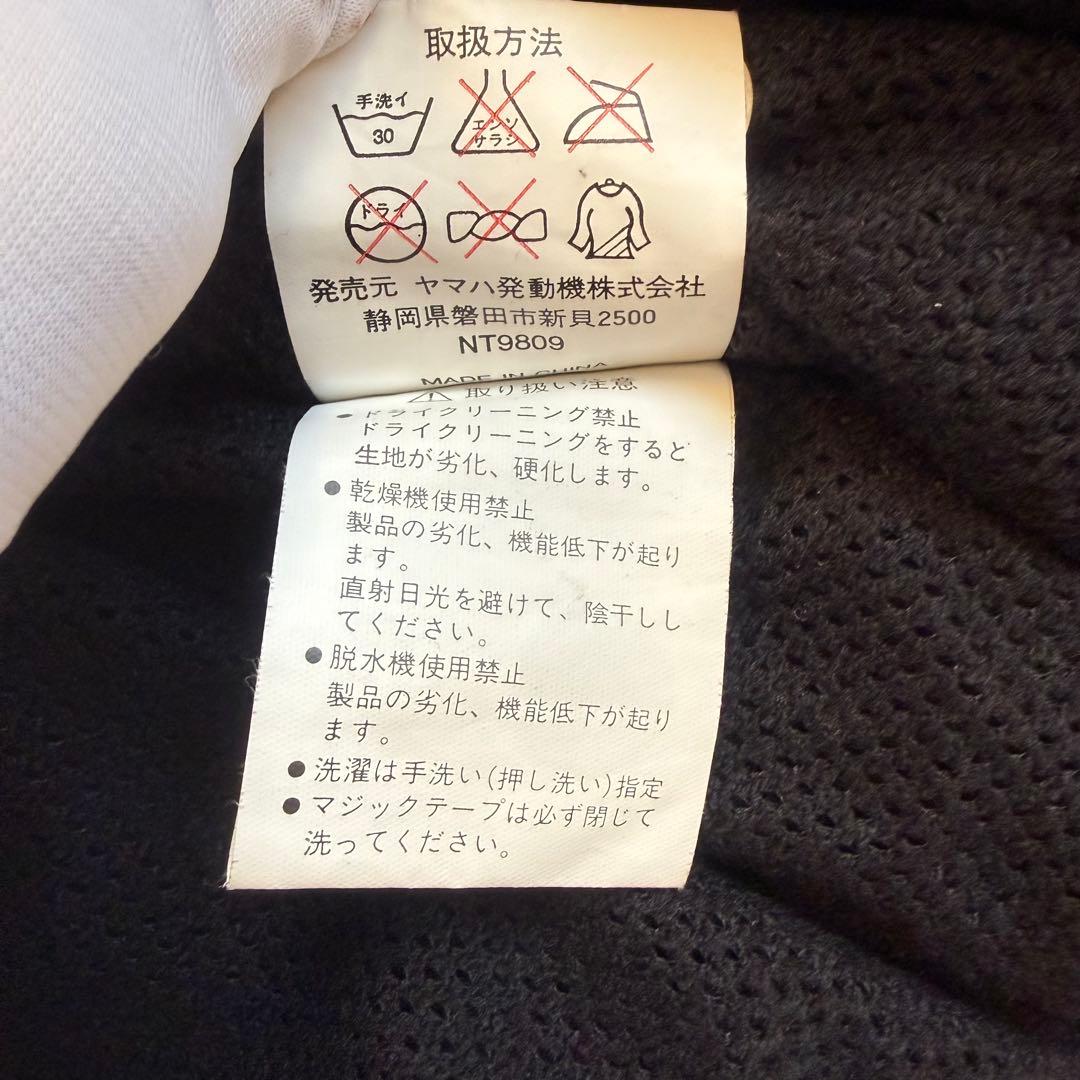 取扱方法
手洗イ
30
エンソ
サラシ
ドライ
発売元 ヤマハ発動機株式会社
静岡県磐田市新貝2500
NT9809
MADE IN CHINA
取り扱い注意
● ドライクリーニング禁止
ドライクリーニングをすると
生地が劣化、硬化します。
● 乾燥機使用禁止
製品の劣化、機能低下が起り
ます。
直射日光を避けて、陰干しし
てください。
● 脱水機使用禁止
製品の劣化、機能低下が起り
ます。
● 洗濯は手洗い(押し洗い)指定
● マジックテープは必ず閉じて
洗ってください。